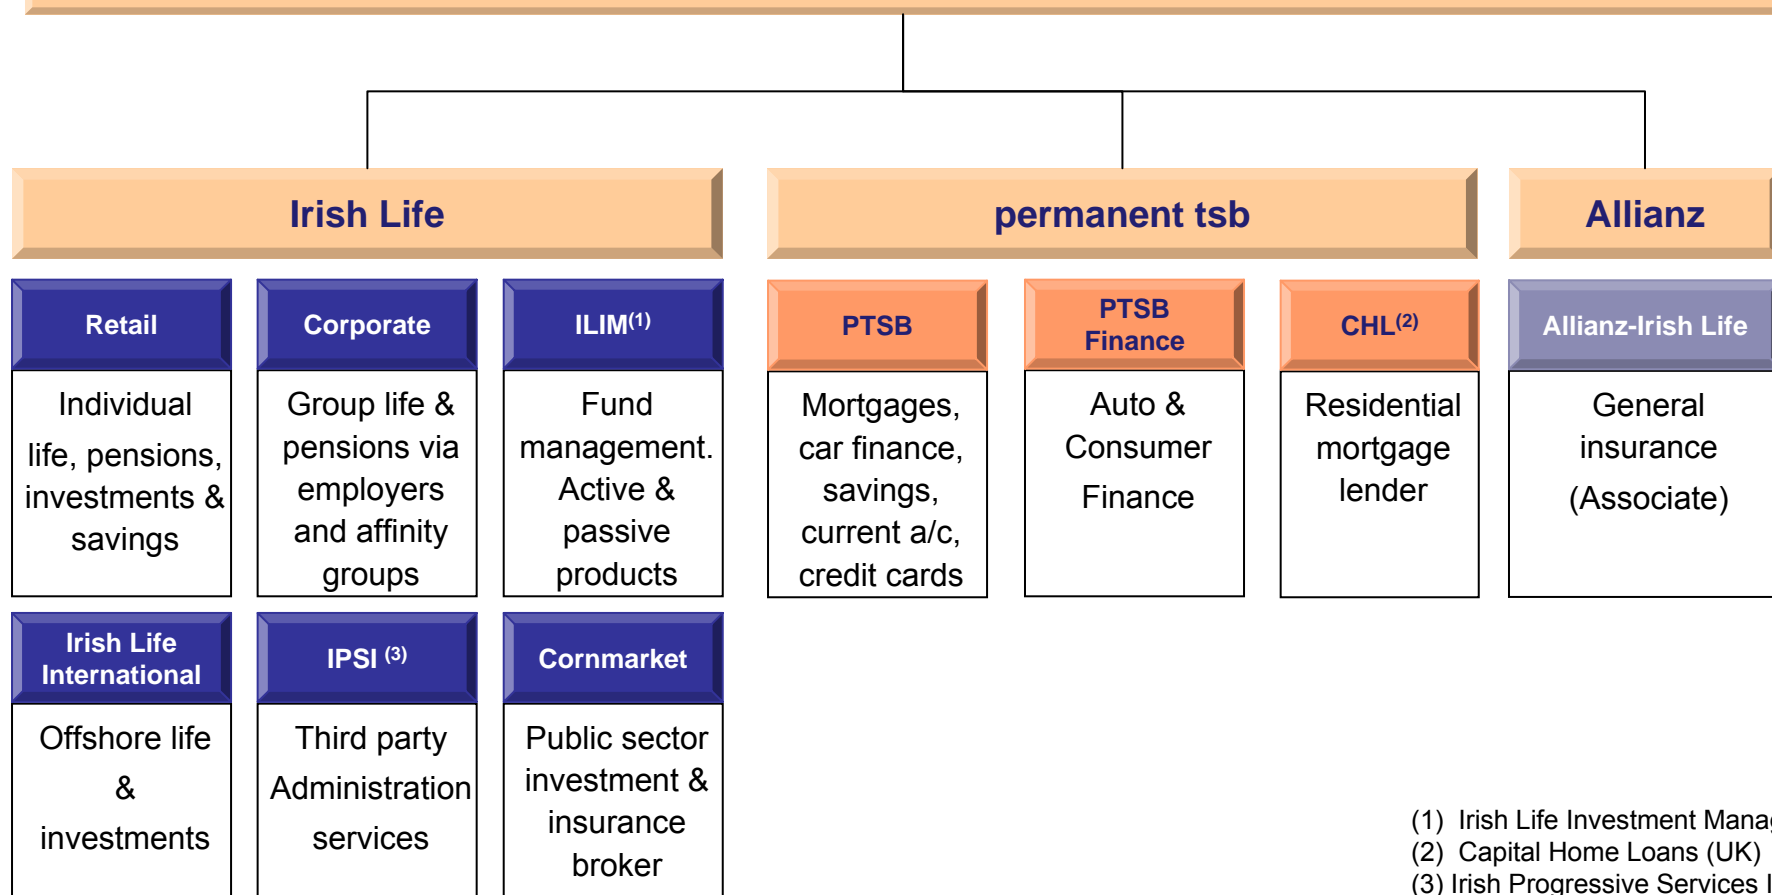 Irish Life
permanent tsb
Allianz
Retail
Corporate
ILIM(1)
PTSB
PTSB
Finance
CHL(2)
Allianz-Irish Life
Individual
life, pensions,
investments &
savings
Group life &
pensions via
employers
and affinity
groups
Fund
management.
Active &
passive
products
Mortgages,
car finance,
savings,
current a/c,
credit cards
Auto &
Consumer
Finance
Residential
mortgage
lender
General
insurance
(Associate)
Irish Life
International
IPSI (3)
Cornmarket
Offshore life
&
investments
Third party
Administration
services
Public sector
investment &
insurance
broker
(1) Irish Life Investment
(2) Capital Home Loans (UK)
(3) Irish Progressive Services